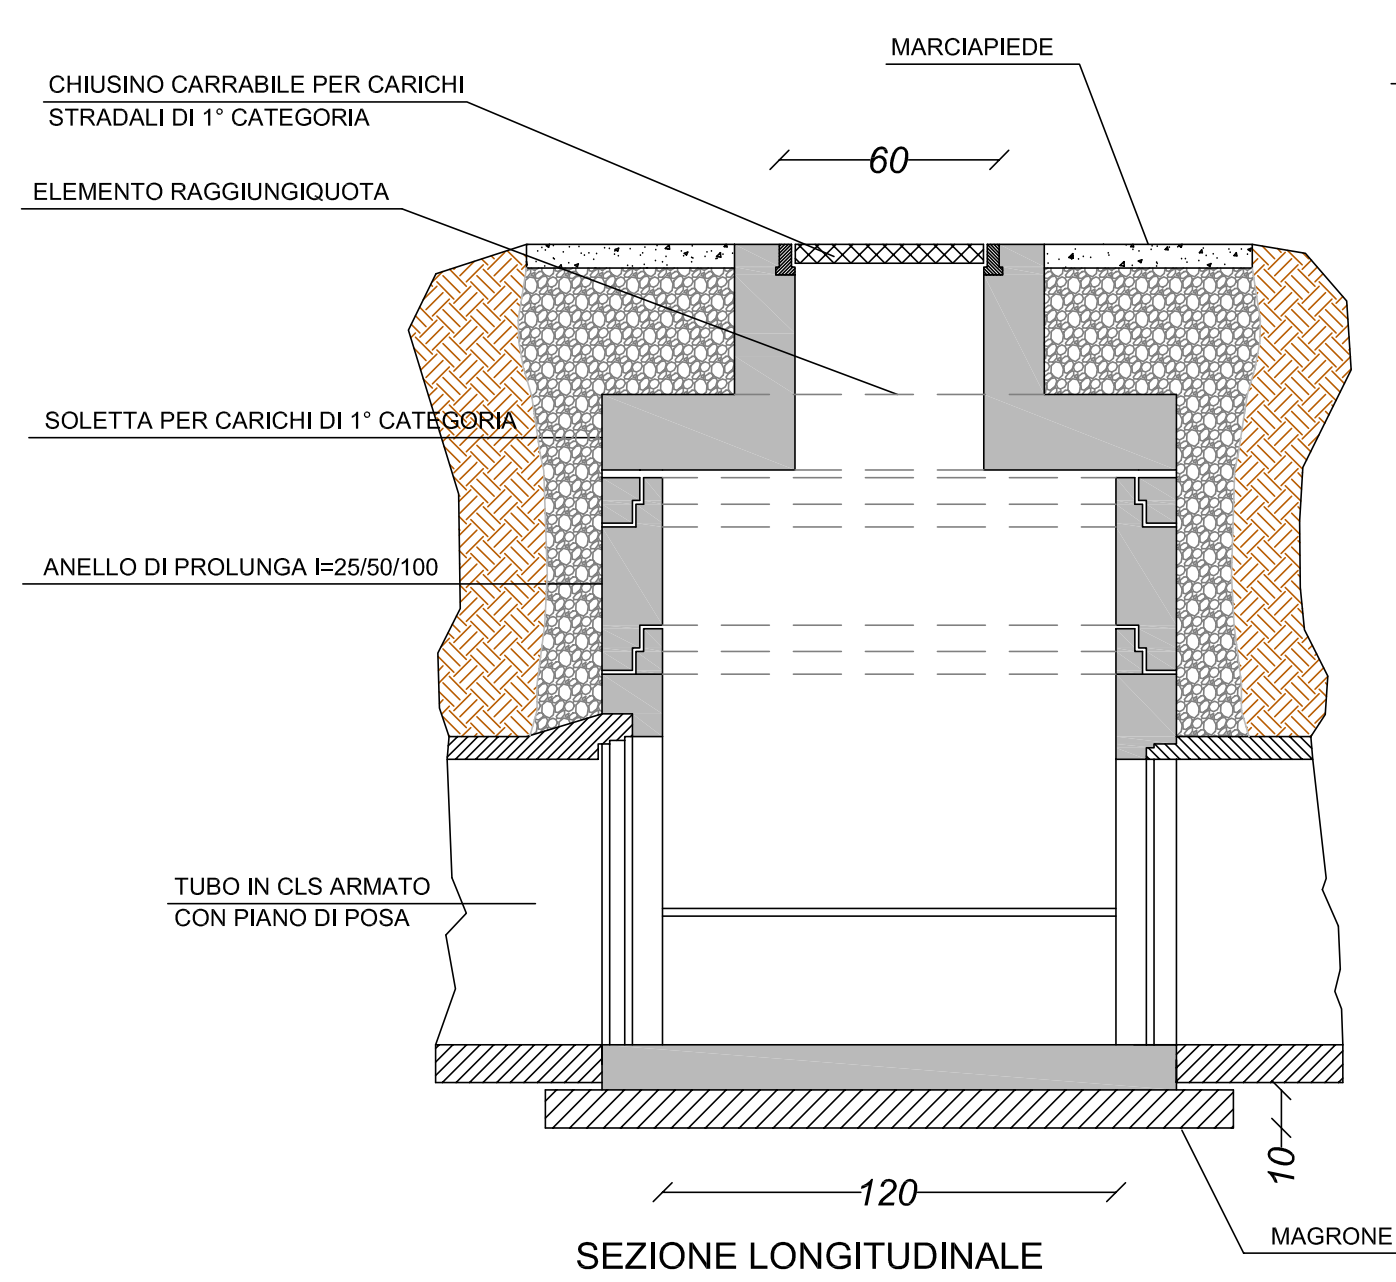 MARCIAPIEDE
CHIUSINO CARRABILE PER CARICHI
STRADALI DI 1° CATEGORIA
60
ELEMENTO RAGGIUNGIQUOTA
SOLETTA PER CARICHI DI 1° CATEGORIA
ANELLO DI PROLUNGA l=25/50/100
TUBO IN CLS ARMATO
CON PIANO DI POSA
10
120
MAGRONE
SEZIONE LONGITUDINALE